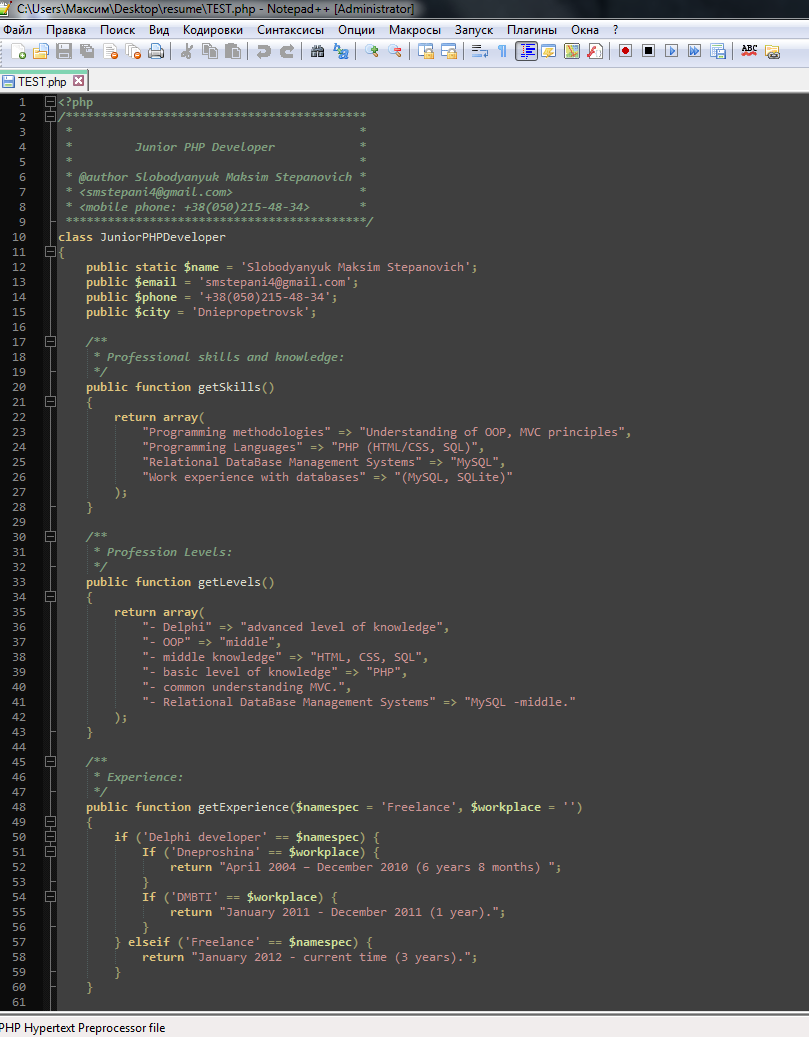 C:\Users\Максим\Desktop\resume\TEST.php - Notepad++ [Administrator]
Файл Правка Поиск Вид Кодировки Синтаксисы Опции Макросы Запуск Плагины Окна ?
ABC
TEST.php
1 <?php
2 /*******************************************
3  *                                         *
4  *         Junior PHP Developer            *
5  *                                         *
6  * @author Slobodyanyuk Maksim Stepanovich *
7  * <smstepani4@gmail.com>                  *
8  * <mobile phone: +38(050)215-48-34>       *
9  *******************************************/
10 class JuniorPHPDeveloper
11 {
12     public static $name = 'Slobodyanyuk Maksim Stepanovich';
13     public $email = 'smstepani4@gmail.com';
14     public $phone = '+38(050)215-48-34';
15     public $city = 'Dniepropetrovsk';
16
17     /**
18      * Professional skills and knowledge:
19      */
20     public function getSkills()
21     {
22         return array(
23             "Programming methodologies" => "Understanding of OOP, MVC principles",
24             "Programming Languages" => "PHP (HTML/CSS, SQL)",
25             "Relational DataBase Management Systems" => "MySQL",
26             "Work experience with databases" => "(MySQL, SQLite)"
27         );
28     }
29
30     /**
31      * Profession Levels:
32      */
33     public function getLevels()
34     {
35         return array(
36             "- Delphi" => "advanced level of knowledge",
37             "- OOP" => "middle",
38             "- middle knowledge" => "HTML, CSS, SQL",
39             "- basic level of knowledge" => "PHP",
40             "- common understanding MVC.",
41             "- Relational DataBase Management Systems" => "MySQL -middle."
42         );
43     }
44
45     /**
46      * Experience:
47      */
48     public function getExperience($namespec = 'Freelance', $workplace = '')
49     {
50         if ('Delphi developer' == $namespec) {
51             If ('Dneproshina' == $workplace) {
52                 return "April 2004 – December 2010 (6 years 8 months) ";
53             }
54             If ('DMBTI' == $workplace) {
55                 return "January 2011 - December 2011 (1 year).";
56             }
57         } elseif ('Freelance' == $namespec) {
58             return "January 2012 - current time (3 years).";
59         }
60     }
61
PHP Hypertext Preprocessor file